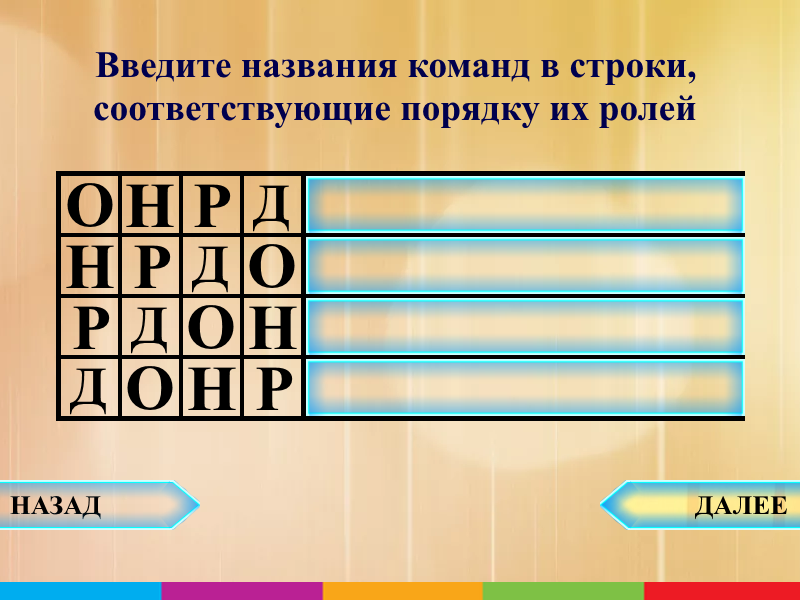 Введите названия команд в строки,
соответствующие порядку их ролей
О Н Р Д
Н Р Д О
Р Д О Н
Д О Н Р
НАЗАД
ДАЛЕЕ